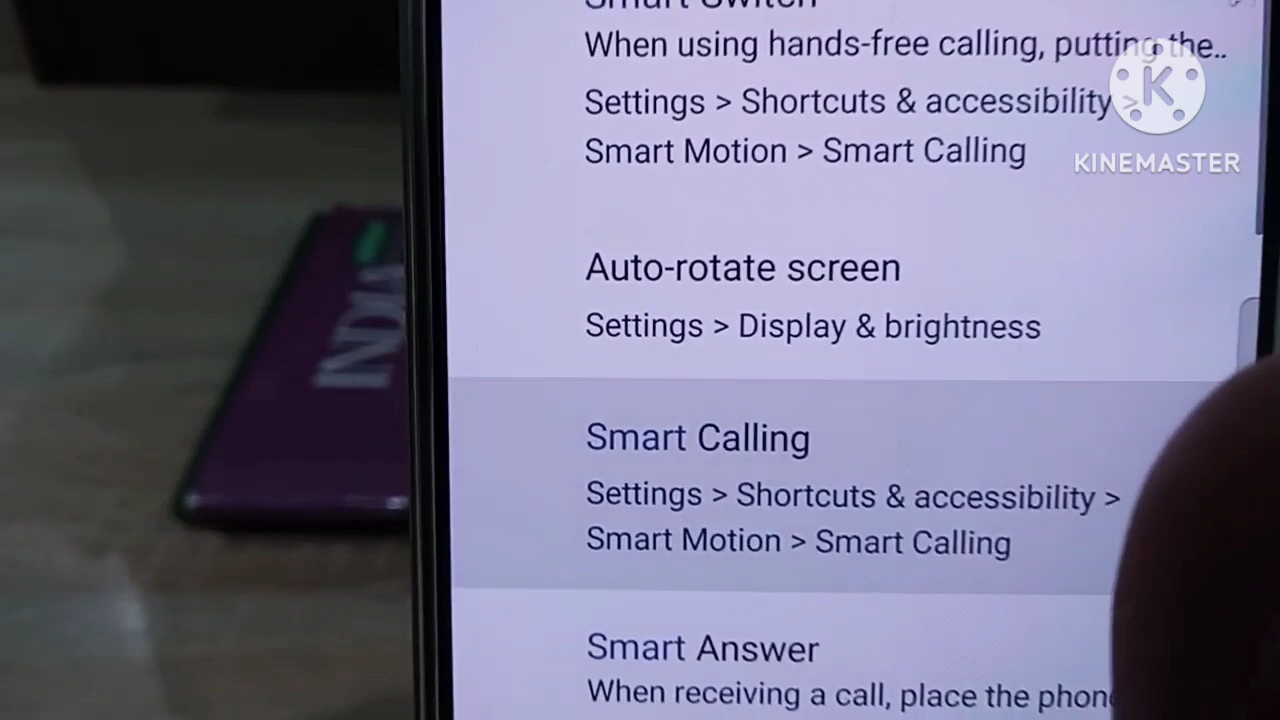 Smart Switch
When using hands-free calling, putting the..
Settings > Shortcuts & accessibility >
Smart Motion > Smart Calling
K
KINEMASTER
Auto-rotate screen
Settings > Display & brightness
INDIA
Smart Calling
Settings > Shortcuts & accessibility >
Smart Motion > Smart Calling
Smart Answer
When receiving a call, place the phone